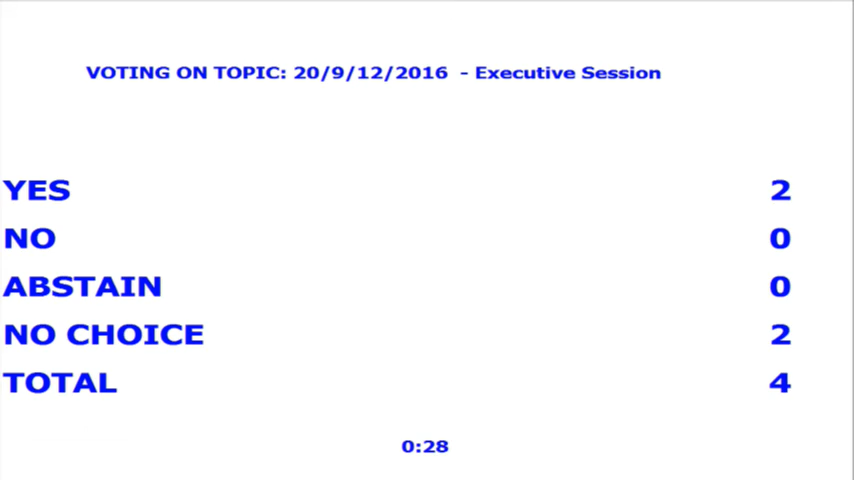 VOTING ON TOPIC: 20/9/12/2016 - Executive Session
YES 2
NO 0
ABSTAIN 0
NO CHOICE 2
TOTAL 4
0:28